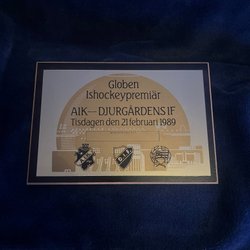 Globen
Ishockeypremiär
AIK—DJURGÅRDENS IF
Tisdagen den 21 februari 1989